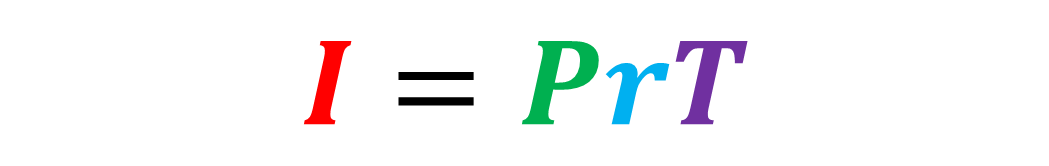 I = PrT